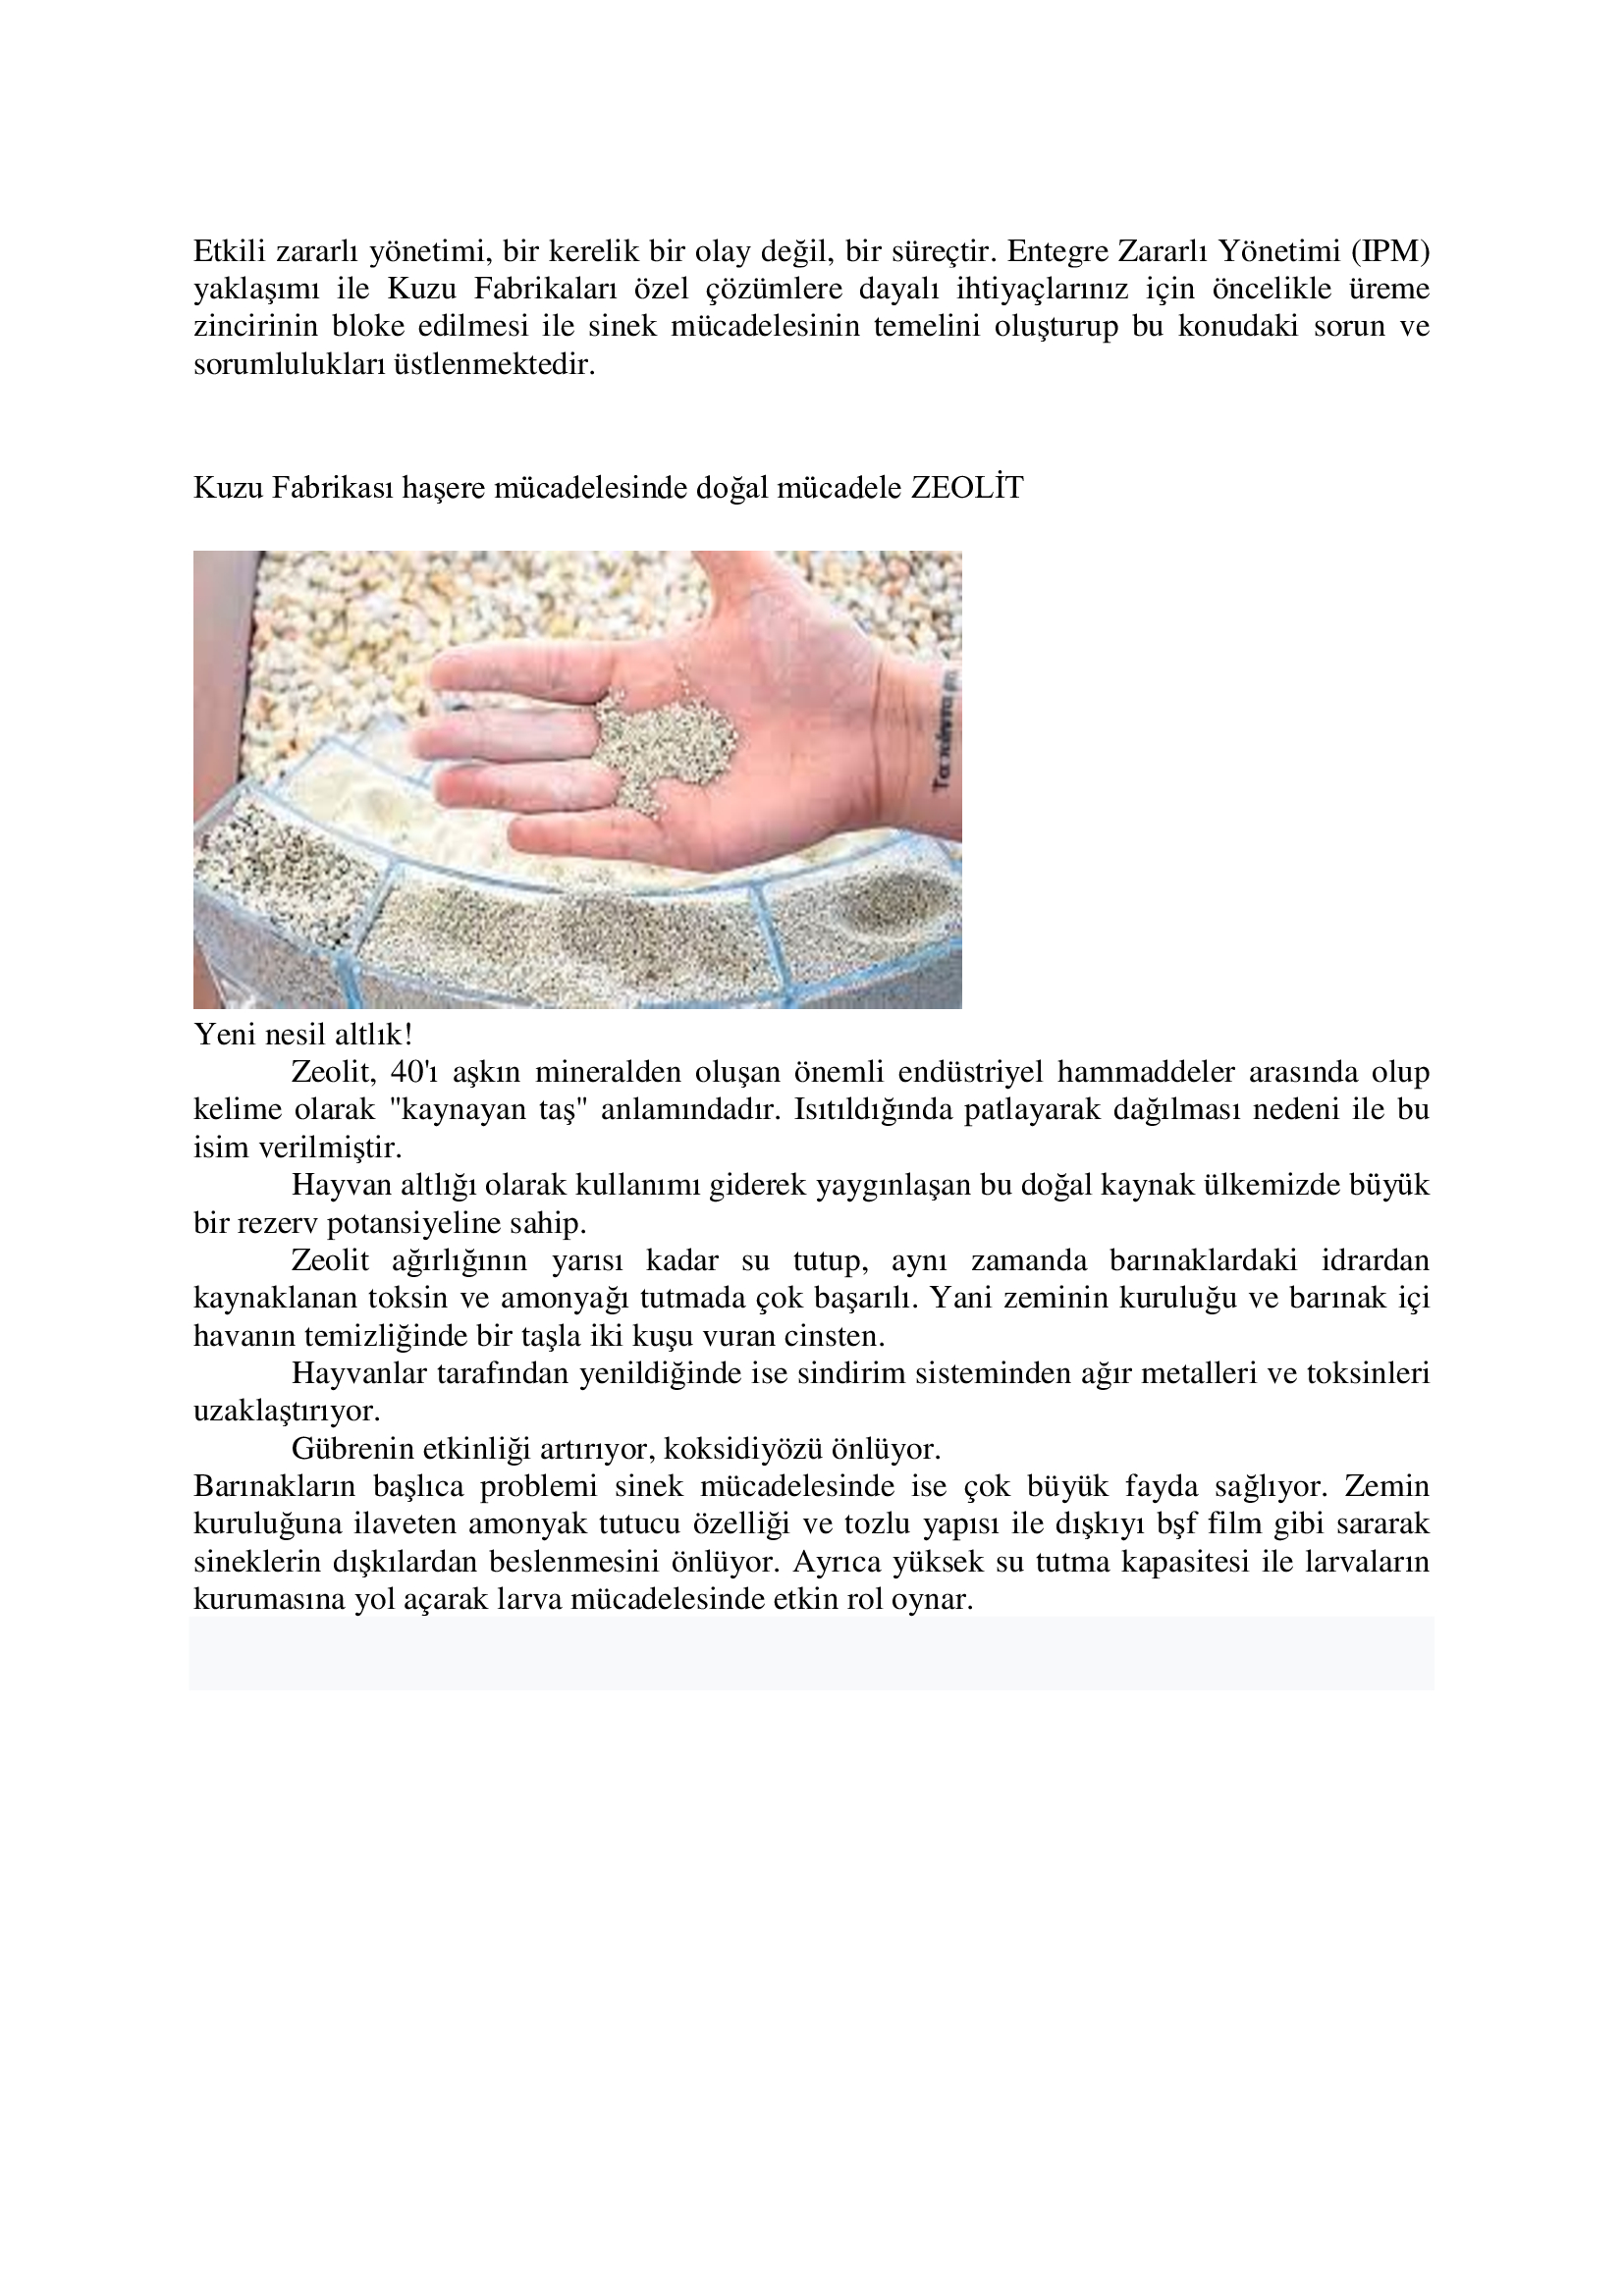 Etkili zararlı yönetimi, bir kerelik bir olay değil, bir süreçtir. Entegre Zararlı Yönetimi (IPM)
yaklaşımı ile Kuzu Fabrikaları özel çözümlere dayalı ihtiyaçlarınız için öncelikle üreme
zincirinin bloke edilmesi ile sinek mücadelesinin temelini oluşturup bu konudaki sorun ve
sorumlulukları üstlenmektedir.
Kuzu Fabrikası haşere mücadelesinde doğal mücadele ZEOLİT
Yeni nesil altlık!
Zeolit, 40'ı aşkın mineralden oluşan önemli endüstriyel hammaddeler arasında olup
kelime olarak "kaynayan taş" anlamındadır. Isıtıldığında patlayarak dağılması nedeni ile bu
isim verilmiştir.
Hayvan altlığı olarak kullanımı giderek yaygınlaşan bu doğal kaynak ülkemizde büyük
bir rezerv potansiyeline sahip.
Zeolit ağırlığının yarısı kadar su tutup, aynı zamanda barınaklardaki idrardan
kaynaklanan toksin ve amonyağı tutmada çok başarılı. Yani zeminin kuruluğu ve barınak içi
havanın temizliğinde bir taşla iki kuşu vuran cinsten.
Hayvanlar tarafından yenildiğinde ise sindirim sisteminden ağır metalleri ve toksinleri
uzaklaştırıyor.
Gübrenin etkinliği artırıyor, koksidiyözü önlüyor.
Barınakların başlıca problemi sinek mücadelesinde ise çok büyük fayda sağlıyor. Zemin
kuruluğuna ilaveten amonyak tutucu özelliği ve tozlu yapısı ile dışkıyı bşf film gibi sararak
sineklerin dışkılardan beslenmesini önlüyor. Ayrıca yüksek su tutma kapasitesi ile larvaların
kurumasına yol açarak larva mücadelesinde etkin rol oynar.